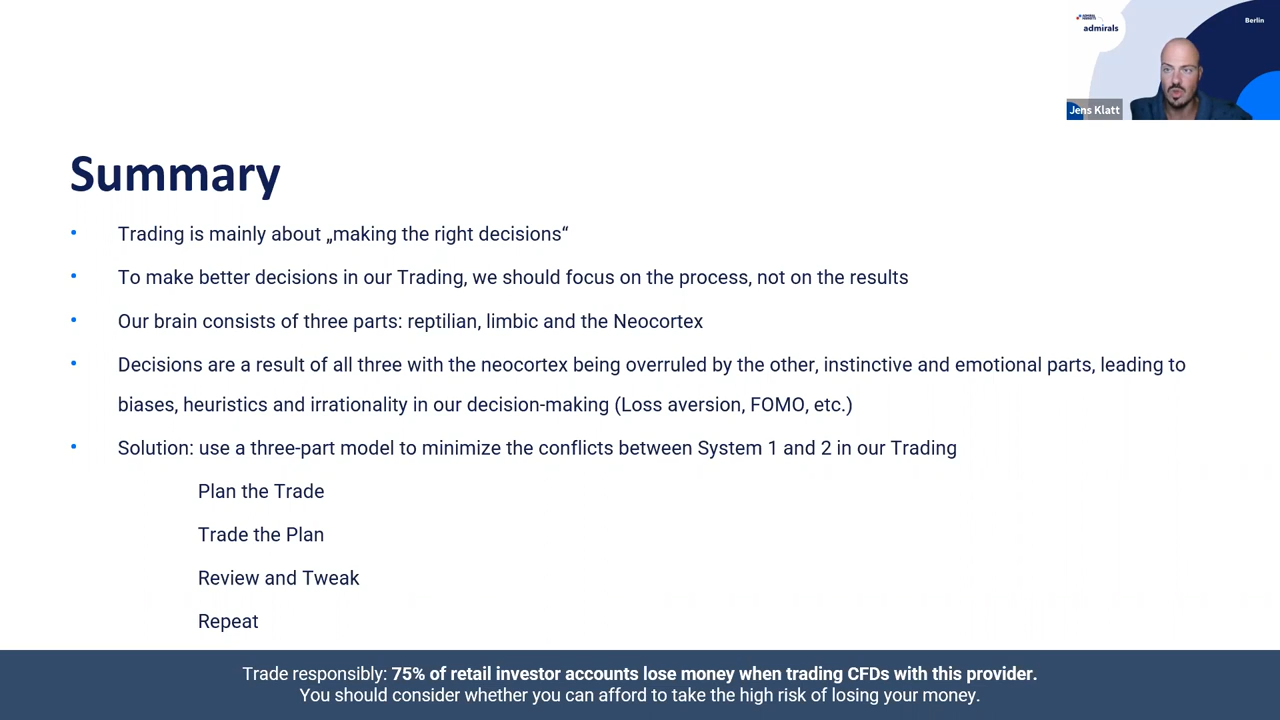 admirals
Berlin
Jens Klatt
Summary
• Trading is mainly about „making the right decisions“
• To make better decisions in our Trading, we should focus on the process, not on the results
• Our brain consists of three parts: reptilian, limbic and the Neocortex
• Decisions are a result of all three with the neocortex being overruled by the other, instinctive and emotional parts, leading to
biases, heuristics and irrationality in our decision-making (Loss aversion, FOMO, etc.)
• Solution: use a three-part model to minimize the conflicts between System 1 and 2 in our Trading
Plan the Trade
Trade the Plan
Review and Tweak
Repeat
Trade responsibly: 75% of retail investor accounts lose money when trading CFDs with this provider.
You should consider whether you can afford to take the high risk of losing your money.